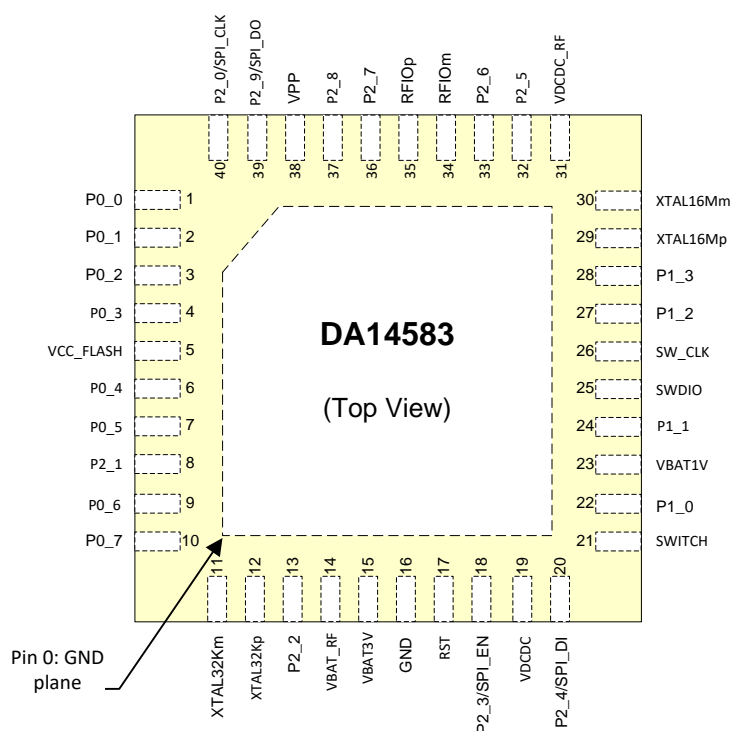 P2_0/SPI_CLK
P2_9/SPI_DO
VPP
P2_8
P2_7
RFIOp
RFIOm
P2_6
P2_5
VDCDC_RF
40
39
38
37
36
35
34
33
32
31
P0_0 1
P0_1 2
P0_2 3
P0_3 4
VCC_FLASH 5
P0_4 6
P0_5 7
P2_1 8
P0_6 9
P0_7 10
DA14583
(Top View)
30 XTAL16Mm
29 XTAL16Mp
28 P1_3
27 P1_2
26 SW_CLK
25 SWDIO
24 P1_1
23 VBAT1V
22 P1_0
21 SWITCH
11
12
13
14
15
16
17
18
19
20
XTAL32Km
XTAL32Kp
P2_2
VBAT_RF
VBAT3V
GND
RST
P2_3/SPI_EN
VDCDC
P2_4/SPI_DI
Pin 0: GND
plane